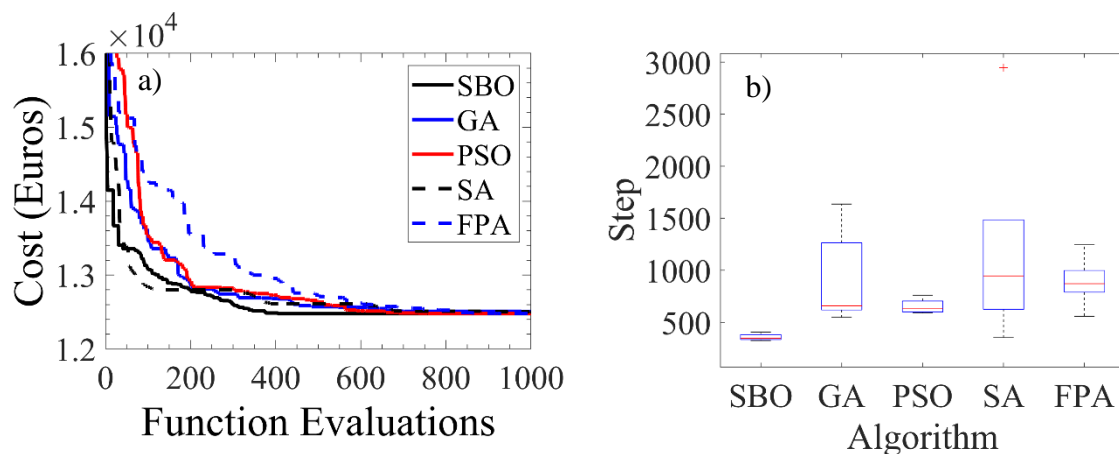 ×10⁴
1.6
1.5
1.4
1.3
1.2
Cost (Euros)
a)
SBO
GA
PSO
SA
FPA
0 200 400 600 800 1000
Function Evaluations
3000
2500
2000
1500
1000
500
Step
b)
SBO GA PSO SA FPA
Algorithm